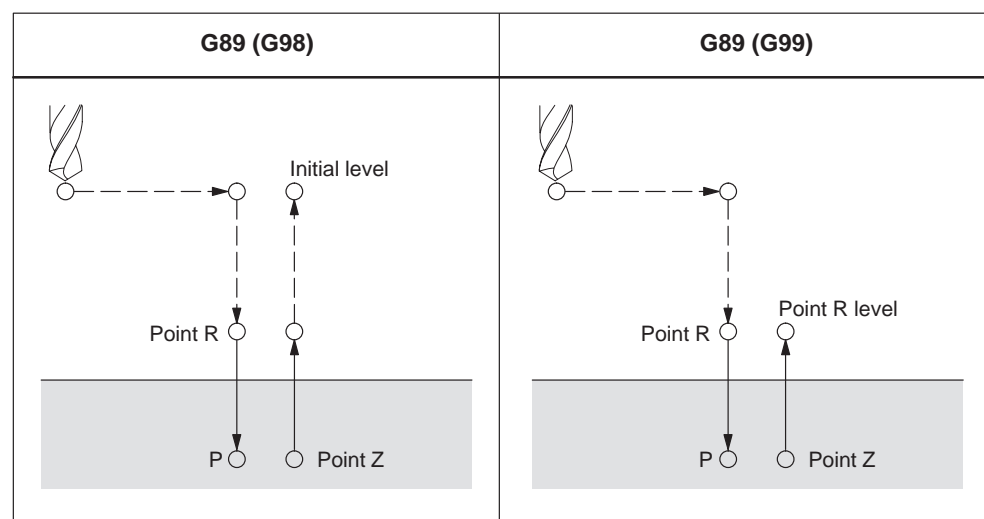 G89 (G98)
G89 (G99)
Initial level
Point R
P
Point Z
Point R level
Point R
P
Point Z